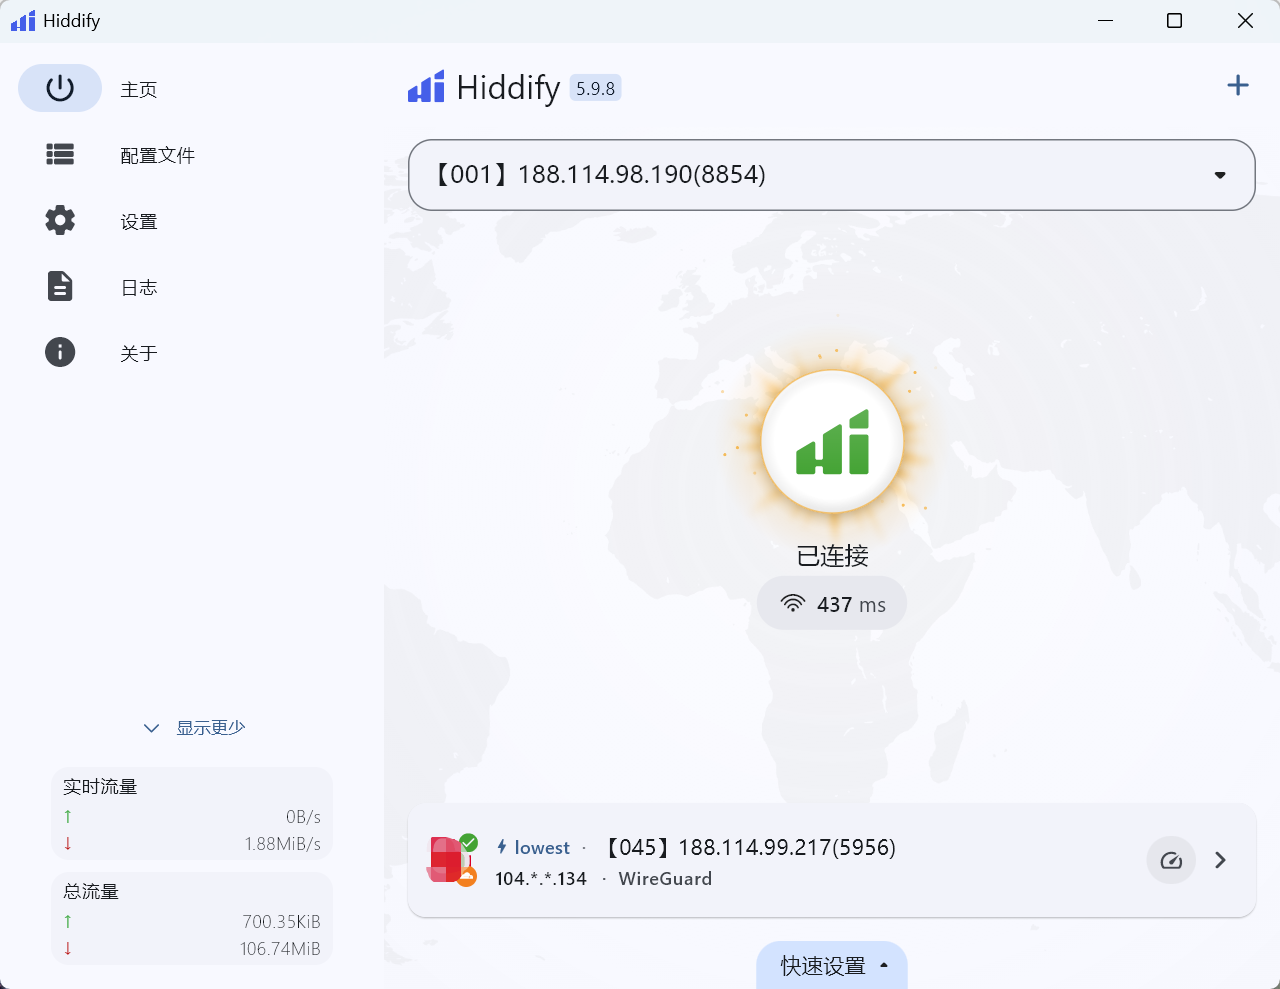 Hiddify
主页
配置文件
设置
日志
关于
显示更少
实时流量
↑ 0B/s
↓ 1.88MiB/s
总流量
↑ 700.35KiB
↓ 106.74MiB
Hiddify 5.9.8
【001】188.114.98.190(8854)
已连接
437 ms
lowest · 【045】188.114.99.217(5956)
104.*.*.134 · WireGuard
快速设置